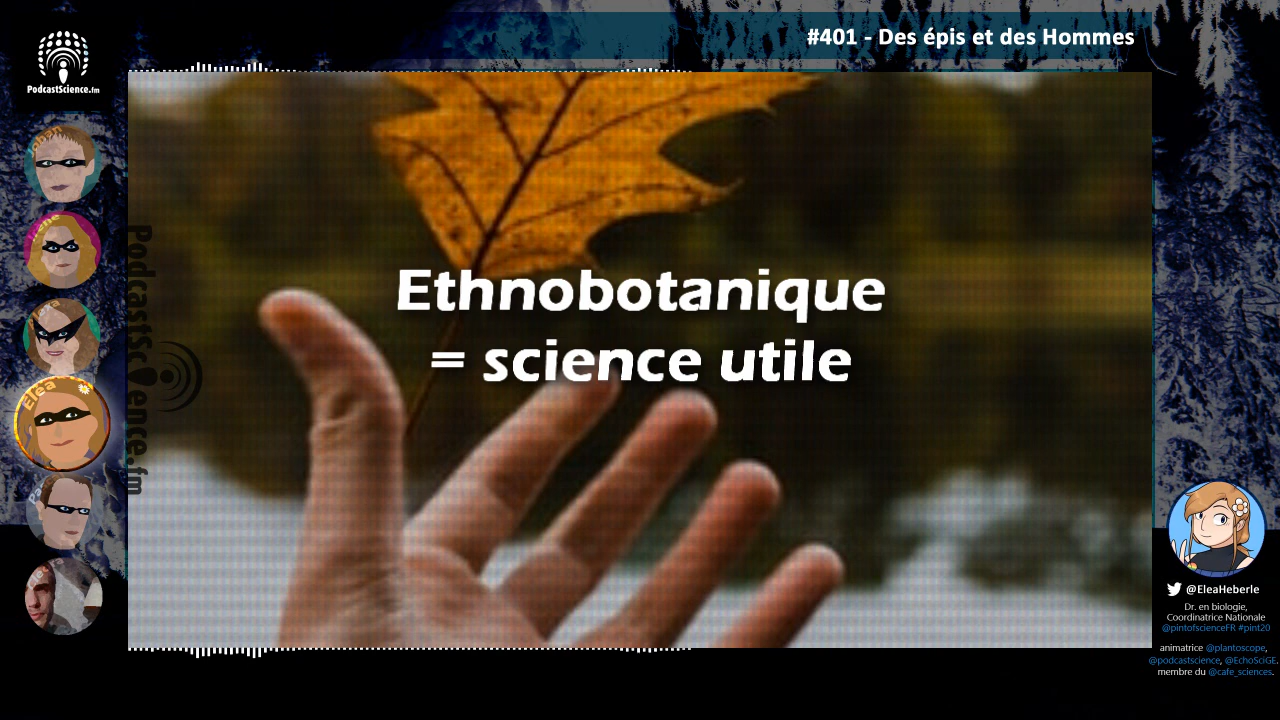 #401 - Des épis et des Hommes
PodcastScience.fm
Ethnobotanique
= science utile
PodcastScience.fm
Eléa
@EleaHeberle
Dr. en biologie,
Coordinatrice Nationale
@pintofscienceFR #pint20
animatrice @plantoscope,
@podcastscience, @EchoSciGE.
membre du @cafe_sciences.